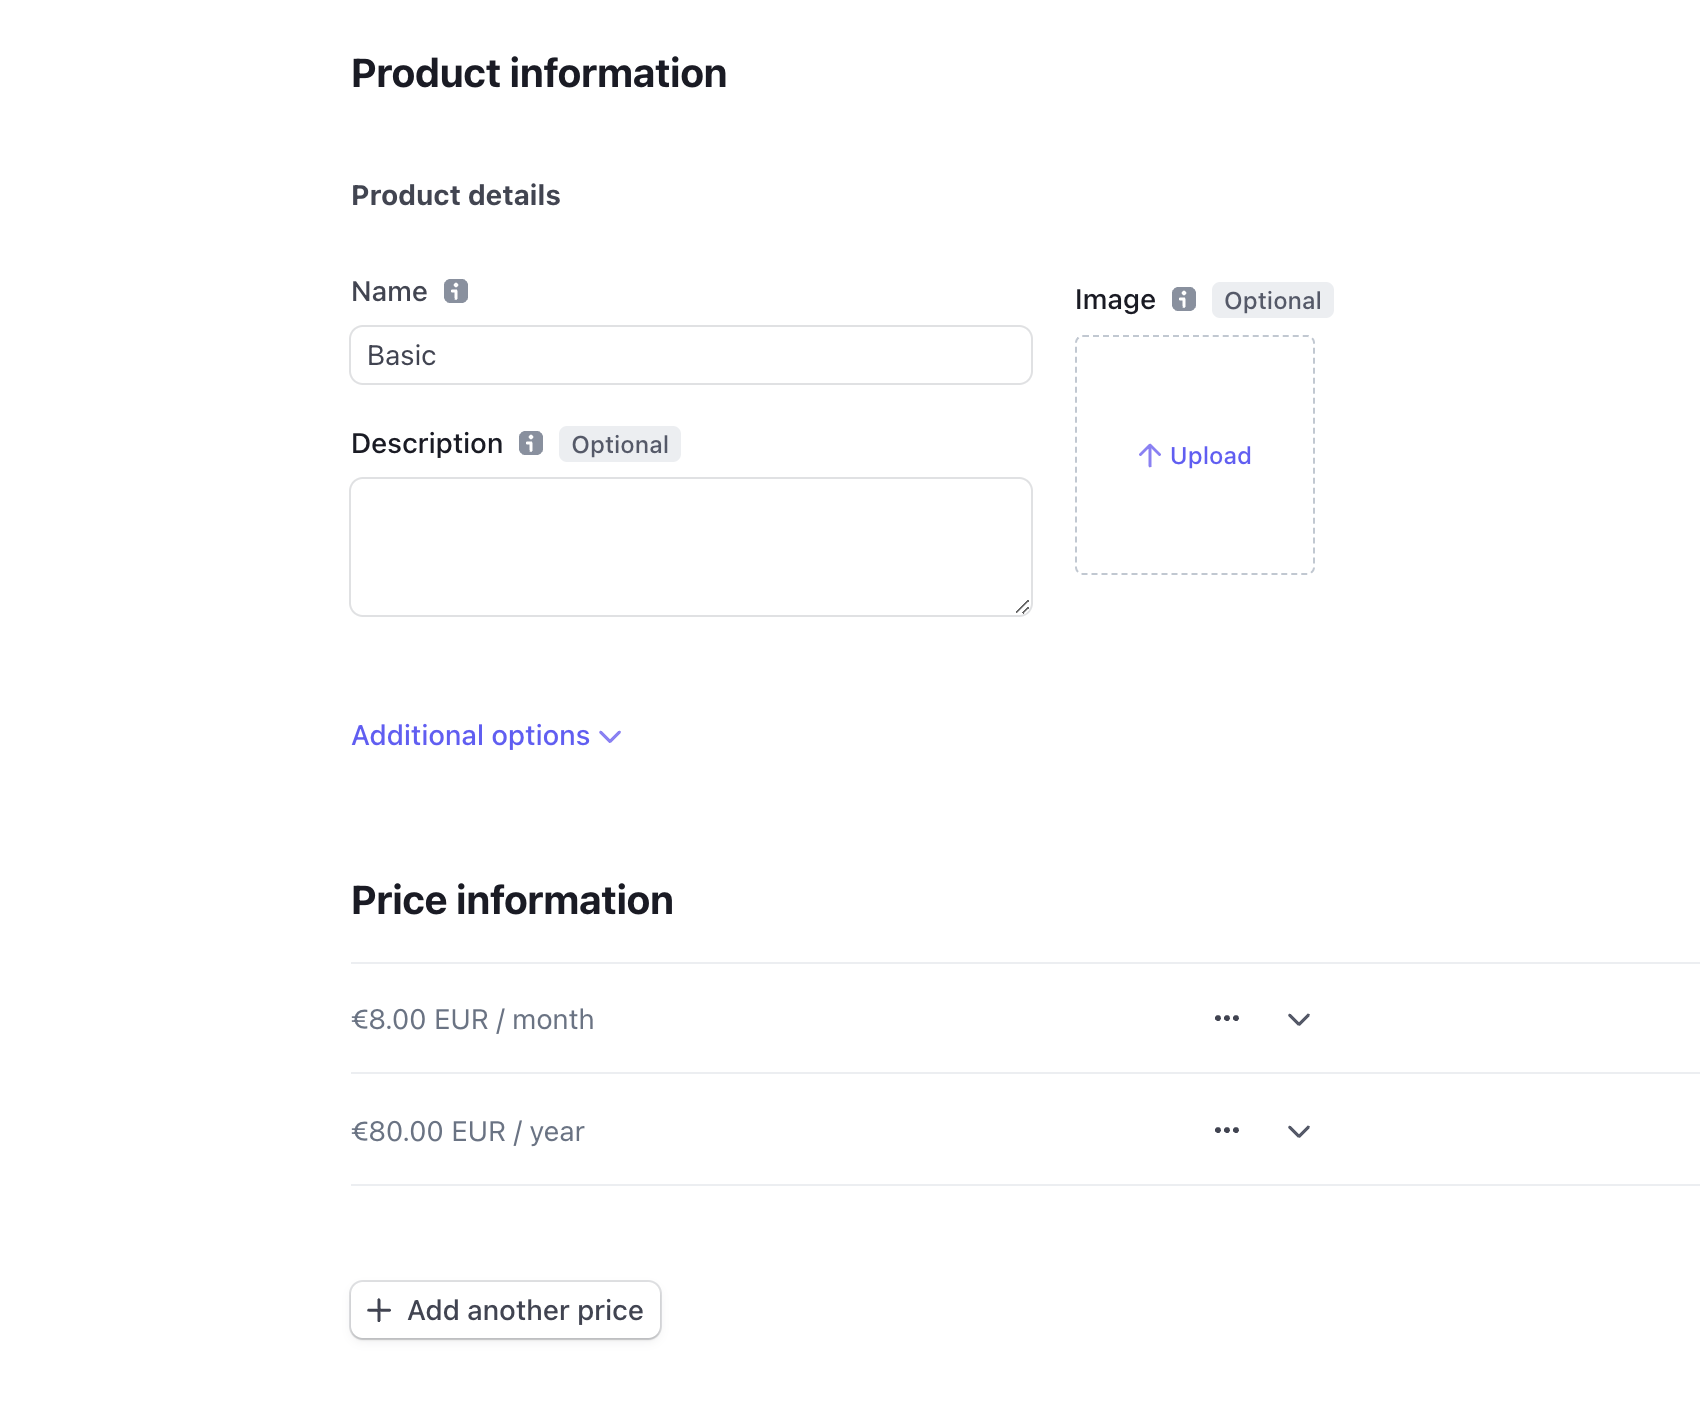 Product information
Product details
Name
Basic
Description Optional
Image Optional
Upload
Additional options
Price information
€8.00 EUR / month
€80.00 EUR / year
Add another price